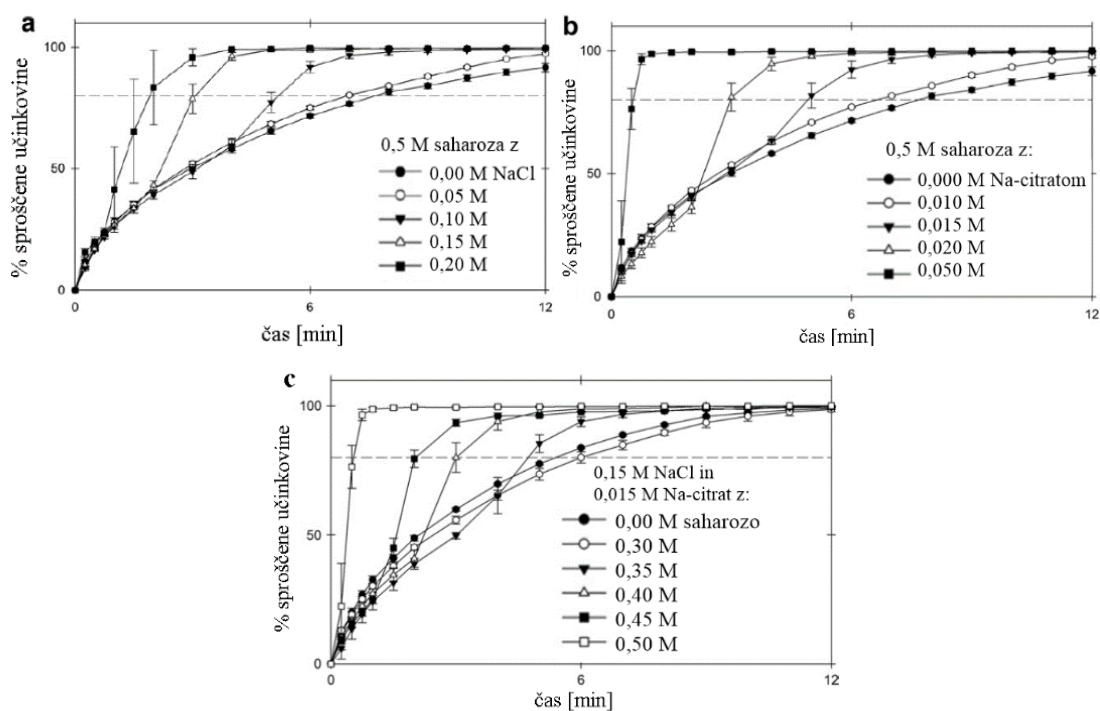 a
% sproščene učinkovine
100
50
0
0,5 M saharoza z
0,00 M NaCl
0,05 M
0,10 M
0,15 M
0,20 M
0
6
12
čas [min]
b
% sproščene učinkovine
100
50
0
0,5 M saharoza z:
0,000 M Na-citratom
0,010 M
0,015 M
0,020 M
0,050 M
0
6
12
čas [min]
c
% sproščene učinkovine
100
50
0
0,15 M NaCl in
0,015 M Na-citrat z:
0,00 M saharozo
0,30 M
0,35 M
0,40 M
0,45 M
0,50 M
0
6
12
čas [min]